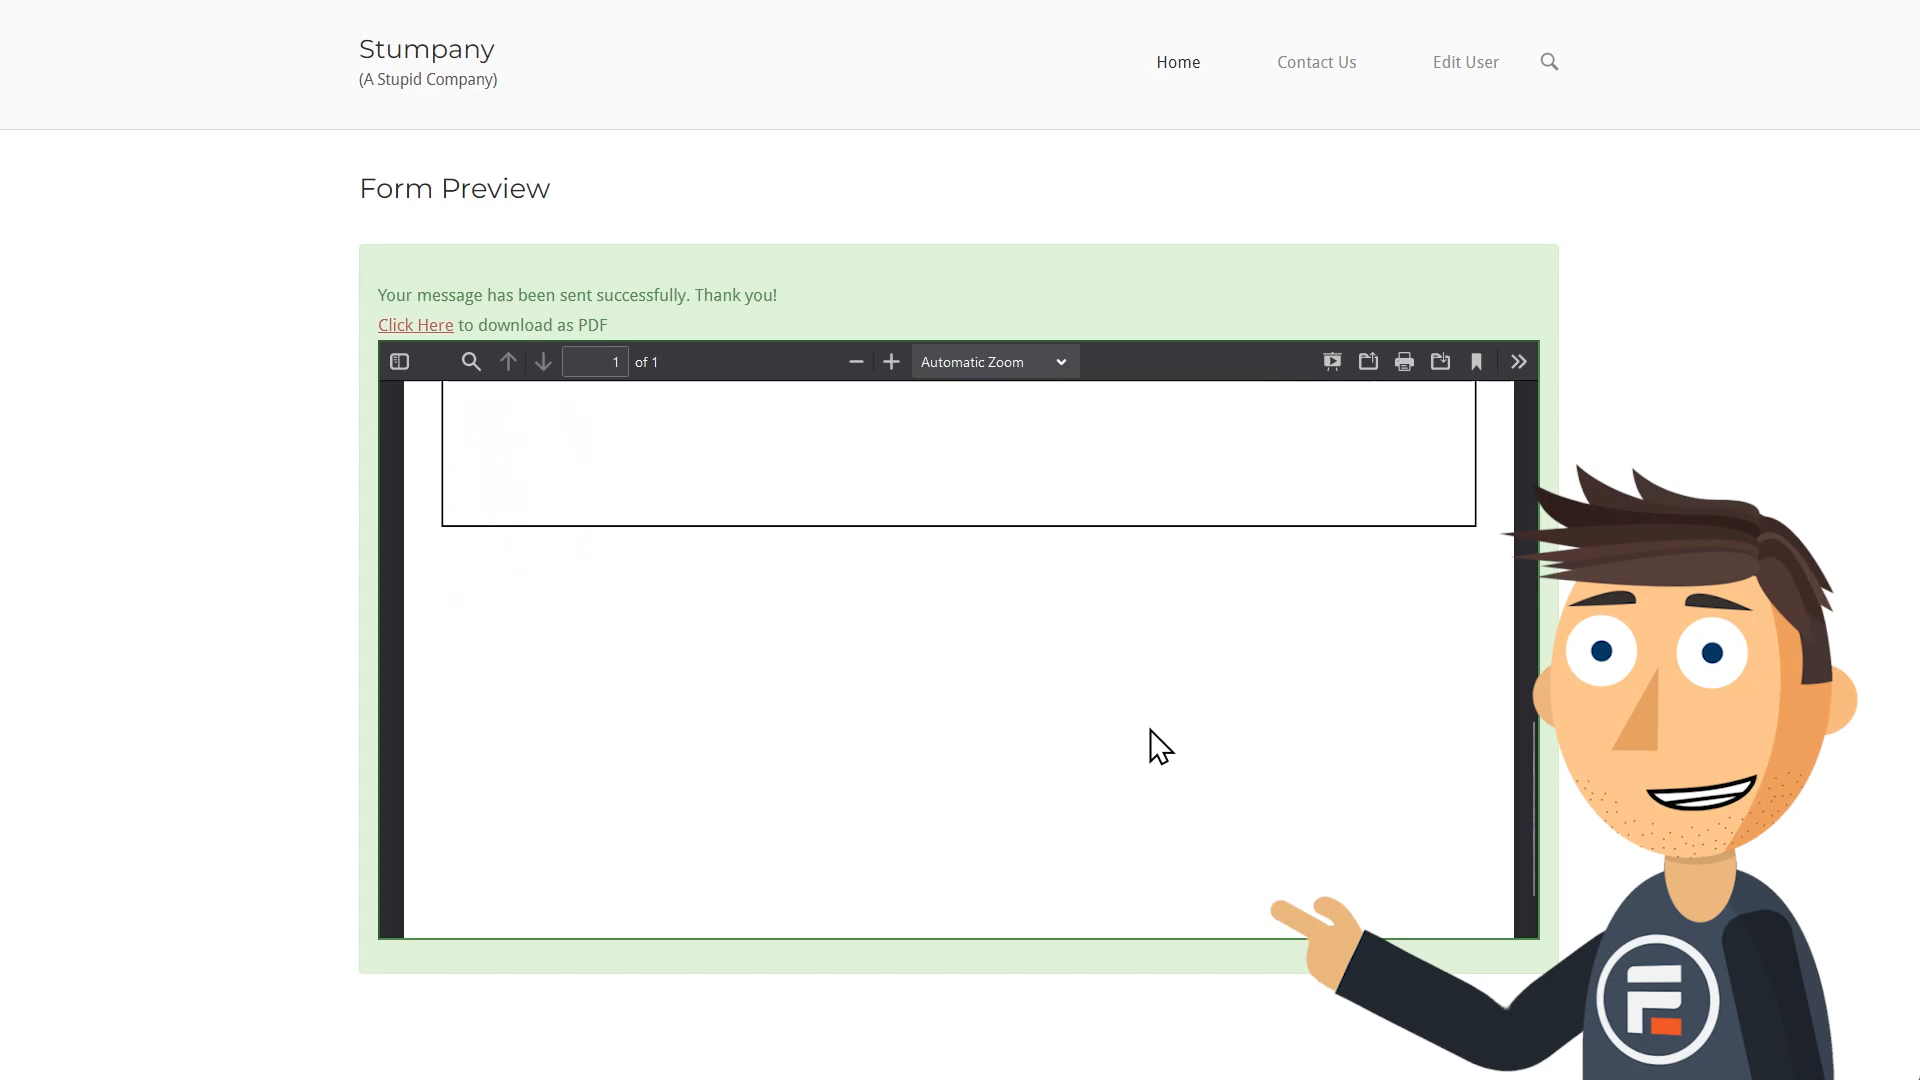 Stumpany
(A Stupid Company)
Home
Contact Us
Edit User
Form Preview
Your message has been sent successfully. Thank you!
Click Here to download as PDF
1 of 1
Automatic Zoom